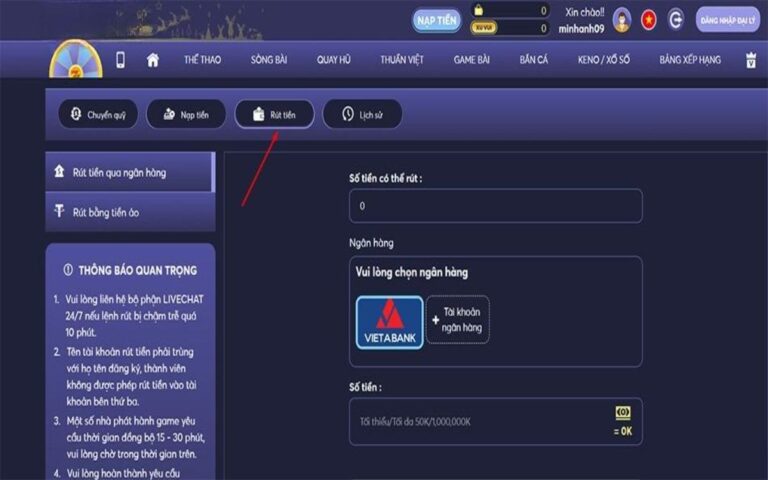 NẠP TIỀN
0
XU VUI
0
Xin chào!!
minhanh09
ĐĂNG NHẬP ĐẠI LÝ
THỂ THAO
SÒNG BÀI
QUAY HŨ
THUẦN VIỆT
GAME BÀI
BẮN CÁ
KENO / XỔ SỐ
BẢNG XẾP HẠNG
Chuyển quỹ
Nạp tiền
Rút tiền
Lịch sử
Rút tiền qua ngân hàng
Rút bằng tiền ảo
THÔNG BÁO QUAN TRỌNG
1. Vui lòng liên hệ bộ phận LIVECHAT
24/7 nếu lệnh rút bị chậm trễ quá
10 phút.
2. Tên tài khoản rút tiền phải trùng
với họ tên đăng ký, thành viên
không được phép rút tiền vào tài
khoản bên thứ ba.
3. Một số nhà phát hành game yêu
cầu thời gian đồng bộ 15 - 30 phút,
vui lòng chờ trong thời gian trên.
4. Vui lòng hoàn thành yêu cầu
Số tiền có thể rút :
0
Ngân hàng
Vui lòng chọn ngân hàng
VIETABANK
+ Tài khoản
ngân hàng
Số tiền :
Tối thiểu/Tối đa 50K/1,000,000K
= 0K